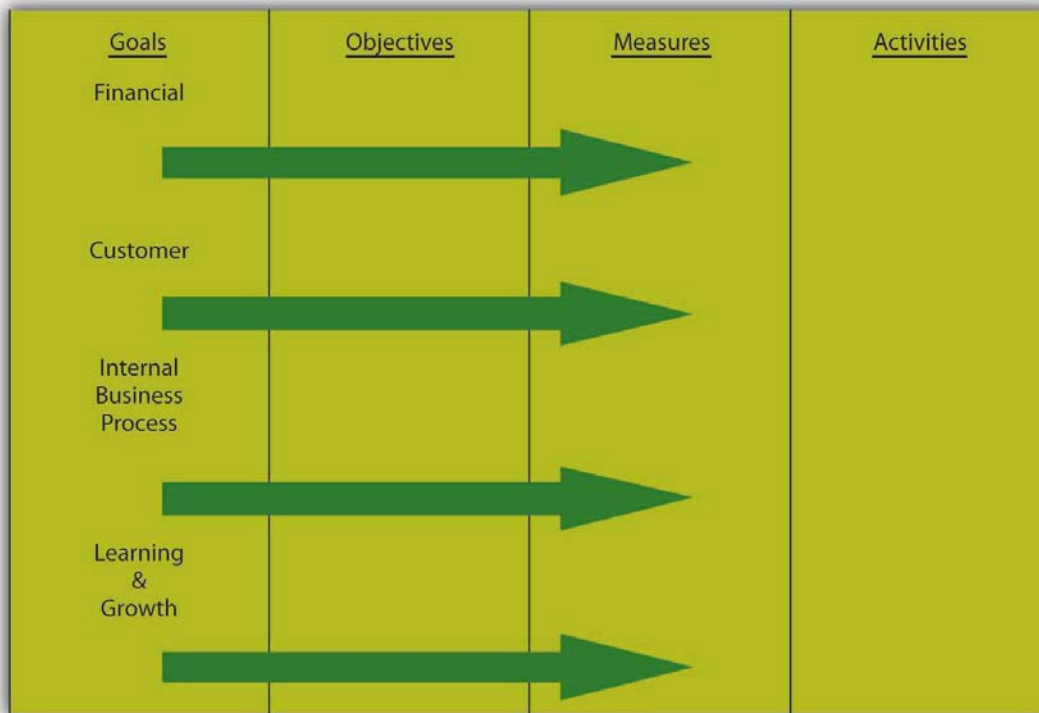 Goals
Objectives
Measures
Activities
Financial
Customer
Internal
Business
Process
Learning
&
Growth